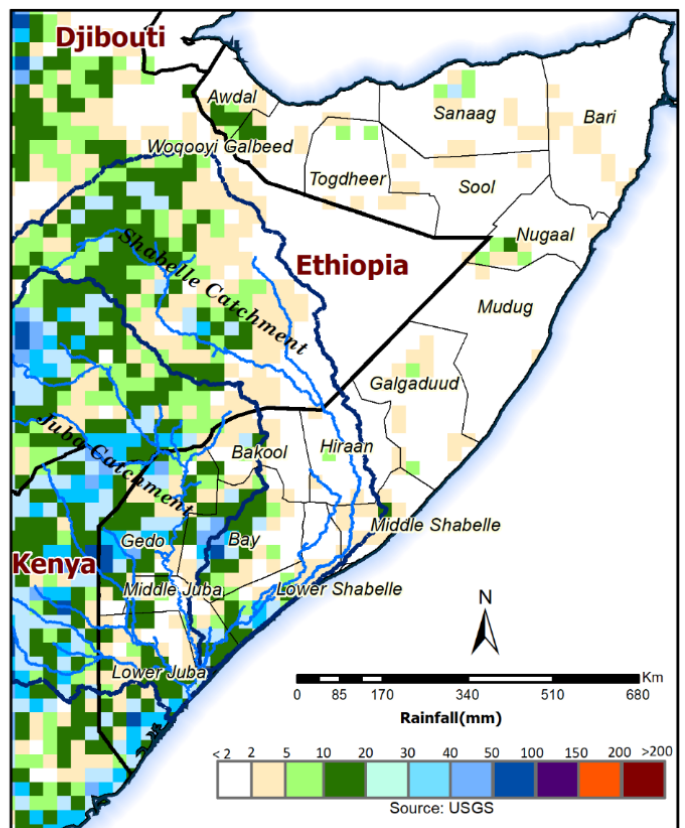 Djibouti
Awdal
Sanaag
Bari
Woqooyi Galbeed
Togdheer
Sool
Nugaal
Shabelle Catchment
Ethiopia
Mudug
Galgaduud
Juba Catchment
Bakool
Hiraan
Middle Shabelle
Gedo
Bay
Kenya
Middle Juba
Lower Shabelle
N
Lower Juba
Km
0 85 170 340 510 680
Rainfall(mm)
< 2 2 5 10 20 30 40 50 100 150 200 >200
Source: USGS